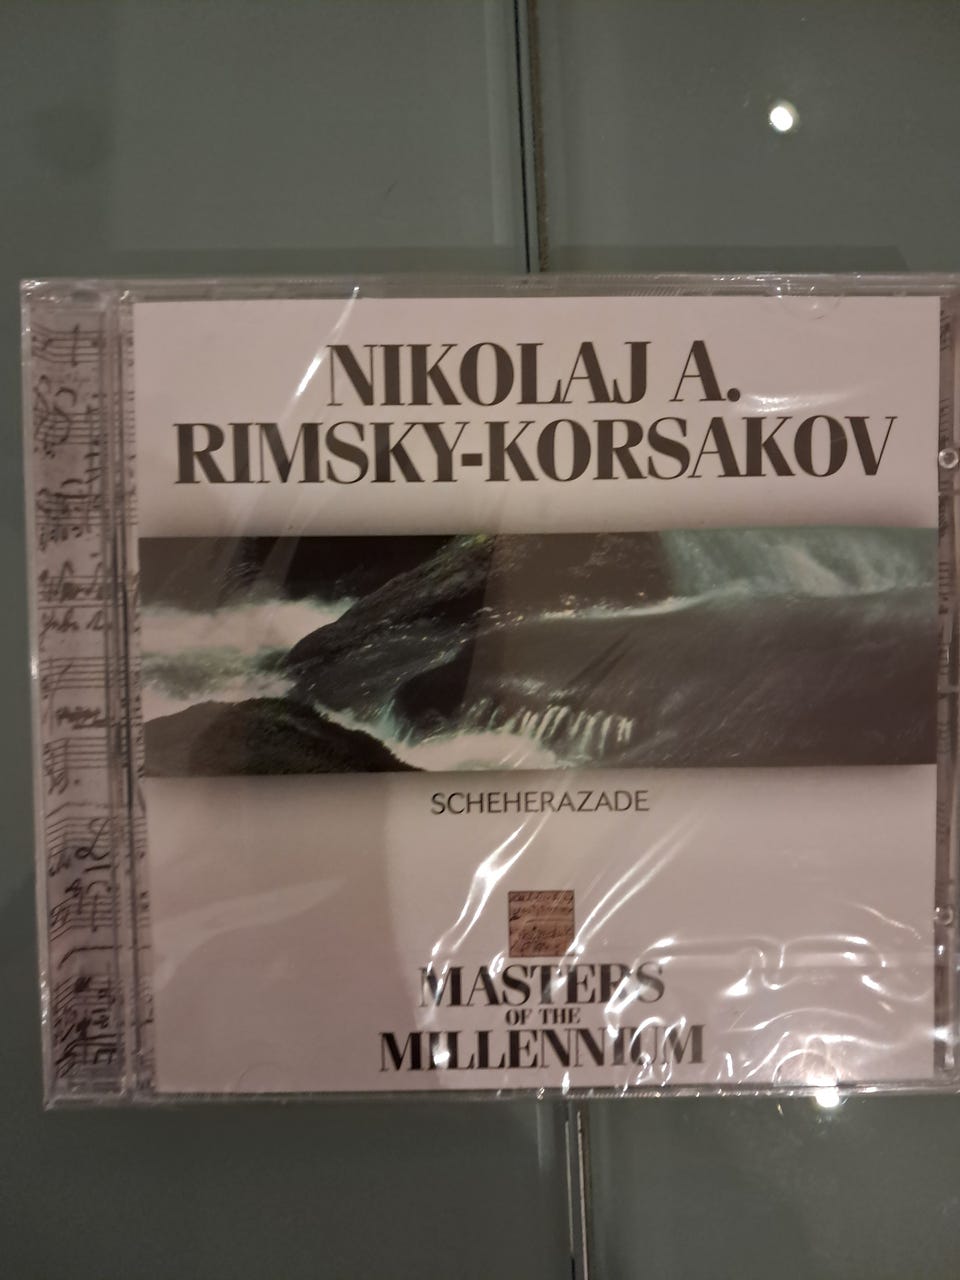 NIKOLAJ A.
RIMSKY-KORSAKOV
SCHEHERAZADE
MASTERS
OF THE
MILLENNIUM